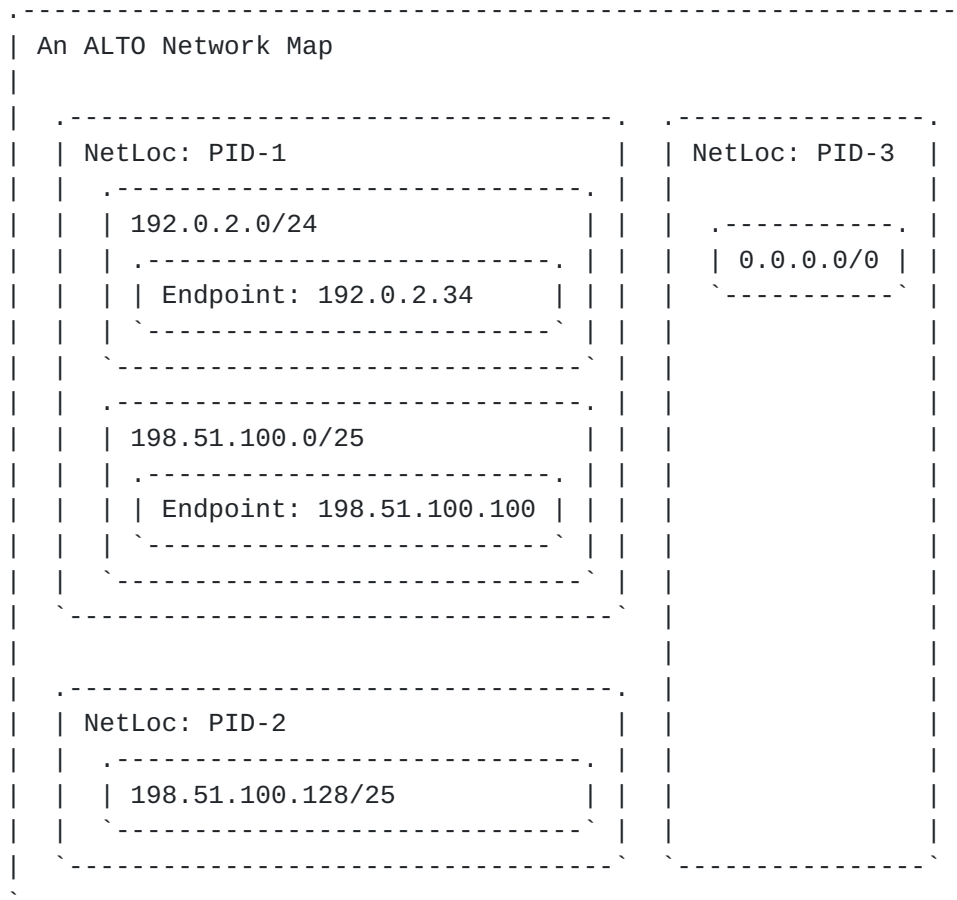 An ALTO Network Map
NetLoc: PID-1
192.0.2.0/24
Endpoint: 192.0.2.34
198.51.100.0/25
Endpoint: 198.51.100.100
NetLoc: PID-2
198.51.100.128/25
NetLoc: PID-3
0.0.0.0/0